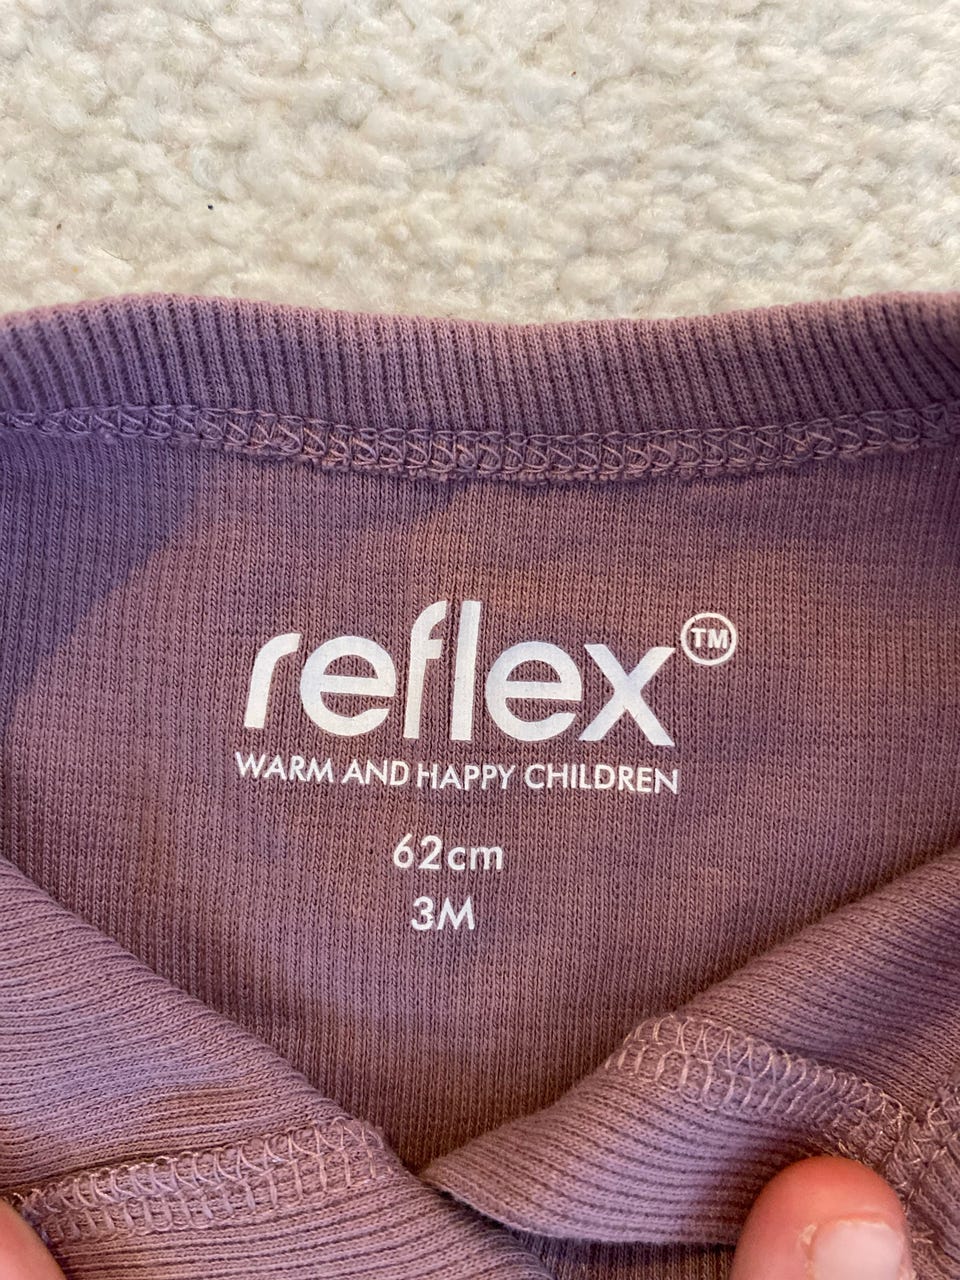 reflex™
WARM AND HAPPY CHILDREN
62cm
3M